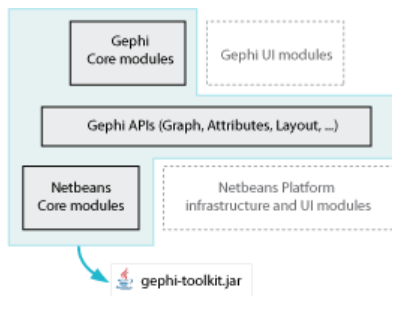 Gephi
Core modules
Gephi UI modules
Gephi APIs (Graph, Attributes, Layout, ...)
Netbeans
Core modules
Netbeans Platform
infrastructure and UI modules
gephi-toolkit.jar